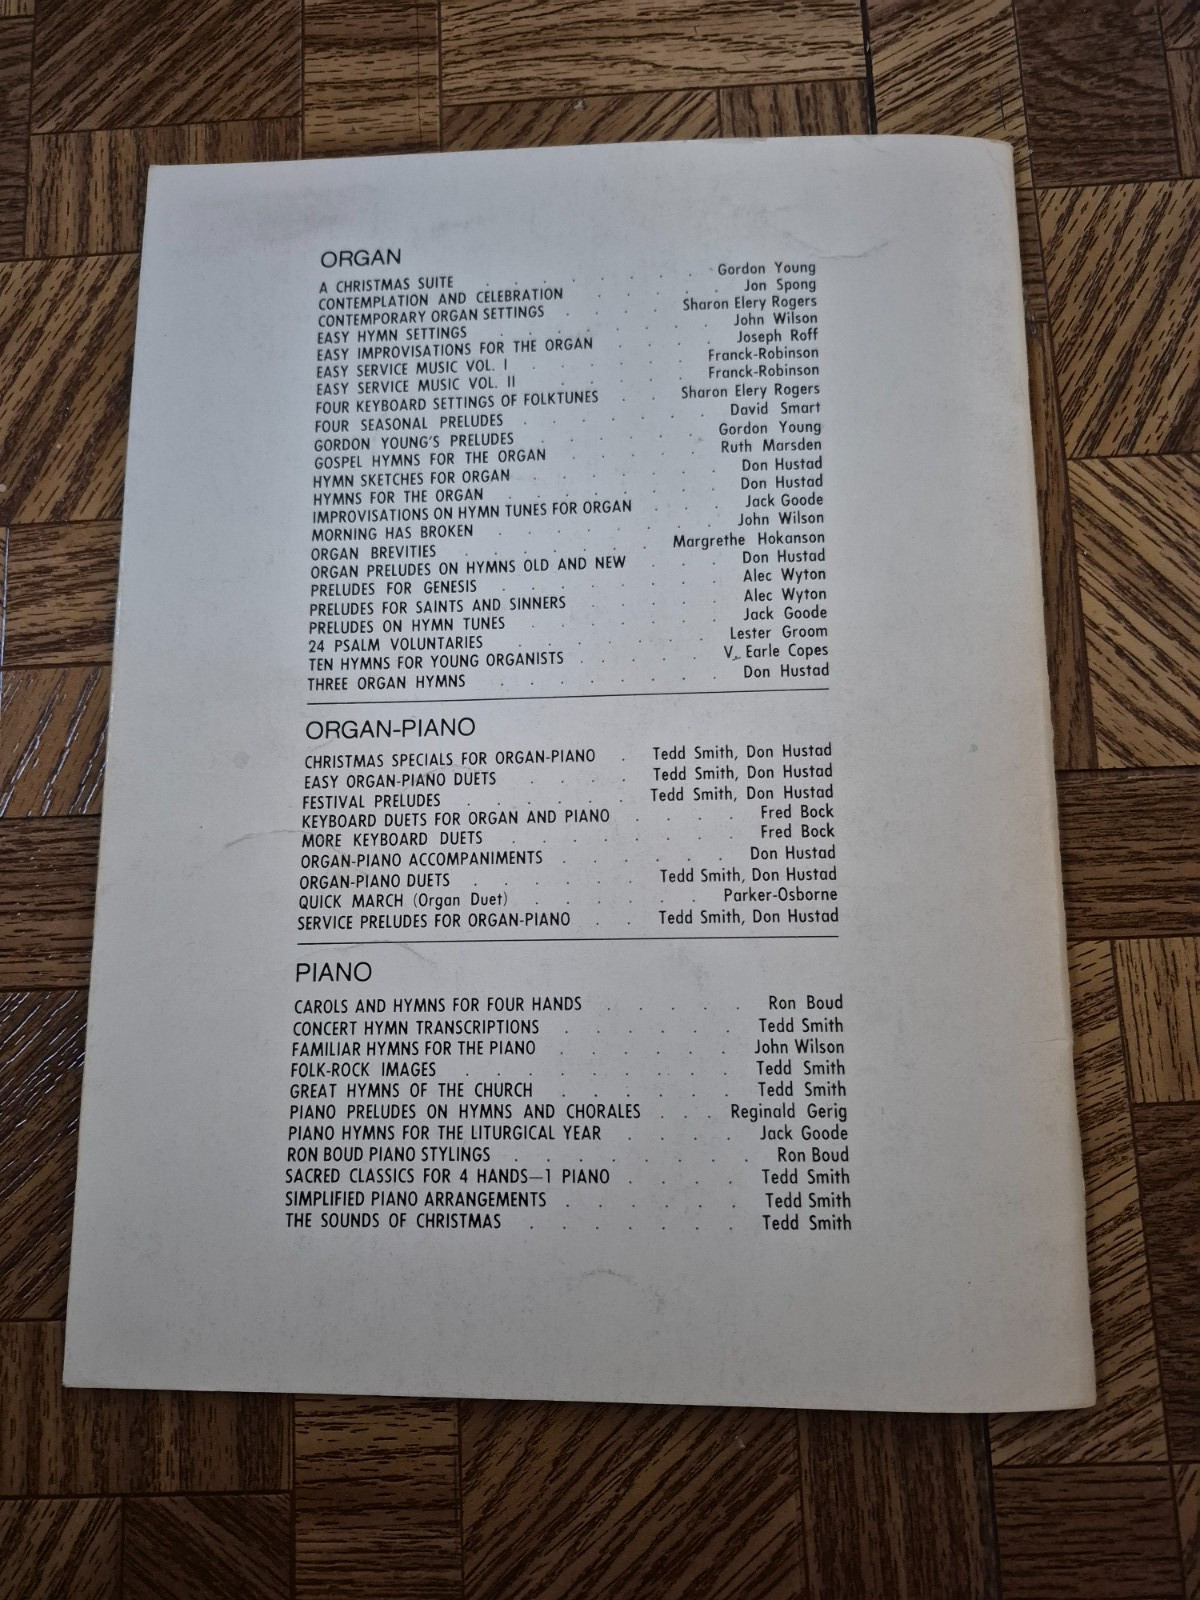 ORGAN
A CHRISTMAS SUITE Gordon Young
CONTEMPLATION AND CELEBRATION Jon Spong
CONTEMPORARY ORGAN SETTINGS Sharon Elery Rogers
EASY HYMN SETTINGS John Wilson
EASY IMPROVISATIONS FOR THE ORGAN Joseph Roff
EASY SERVICE MUSIC VOL. I Franck-Robinson
EASY SERVICE MUSIC VOL. II Franck-Robinson
FOUR KEYBOARD SETTINGS OF FOLKTUNES Sharon Elery Rogers
FOUR SEASONAL PRELUDES David Smart
GORDON YOUNG'S PRELUDES Gordon Young
GOSPEL HYMNS FOR THE ORGAN Ruth Marsden
HYMN SKETCHES FOR ORGAN Don Hustad
HYMNS FOR THE ORGAN Don Hustad
IMPROVISATIONS ON HYMN TUNES FOR ORGAN Jack Goode
MORNING HAS BROKEN John Wilson
ORGAN BREVITIES Margrethe Hokanson
ORGAN PRELUDES ON HYMNS OLD AND NEW Don Hustad
PRELUDES FOR GENESIS Alec Wyton
PRELUDES FOR SAINTS AND SINNERS Alec Wyton
PRELUDES ON HYMN TUNES Jack Goode
24 PSALM VOLUNTARIES Lester Groom
TEN HYMNS FOR YOUNG ORGANISTS V. Earle Copes
THREE ORGAN HYMNS Don Hustad
ORGAN-PIANO
CHRISTMAS SPECIALS FOR ORGAN-PIANO Tedd Smith, Don Hustad
EASY ORGAN-PIANO DUETS Tedd Smith, Don Hustad
FESTIVAL PRELUDES Tedd Smith, Don Hustad
KEYBOARD DUETS FOR ORGAN AND PIANO Fred Bock
MORE KEYBOARD DUETS Fred Bock
ORGAN-PIANO ACCOMPANIMENTS Don Hustad
ORGAN-PIANO DUETS Tedd Smith, Don Hustad
QUICK MARCH (Organ Duet) Parker-Osborne
SERVICE PRELUDES FOR ORGAN-PIANO Tedd Smith, Don Hustad
PIANO
CAROLS AND HYMNS FOR FOUR HANDS Ron Boud
CONCERT HYMN TRANSCRIPTIONS Tedd Smith
FAMILIAR HYMNS FOR THE PIANO John Wilson
FOLK-ROCK IMAGES Tedd Smith
GREAT HYMNS OF THE CHURCH Tedd Smith
PIANO PRELUDES ON HYMNS AND CHORALES Reginald Gerig
PIANO HYMNS FOR THE LITURGICAL YEAR Jack Goode
RON BOUD PIANO STYLINGS Ron Boud
SACRED CLASSICS FOR 4 HANDS—1 PIANO Tedd Smith
SIMPLIFIED PIANO ARRANGEMENTS Tedd Smith
THE SOUNDS OF CHRISTMAS Tedd Smith